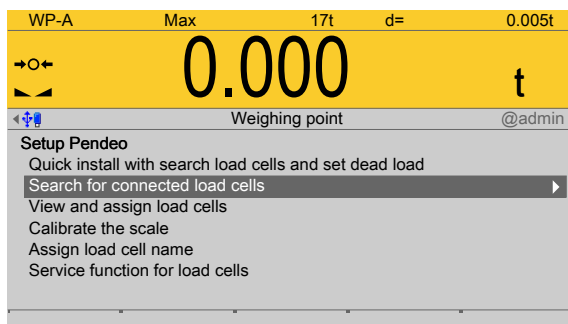 WP-A Max 17t d= 0.005t
0.000 t
Weighing point @admin
Setup Pendeo
Quick install with search load cells and set dead load
Search for connected load cells
View and assign load cells
Calibrate the scale
Assign load cell name
Service function for load cells